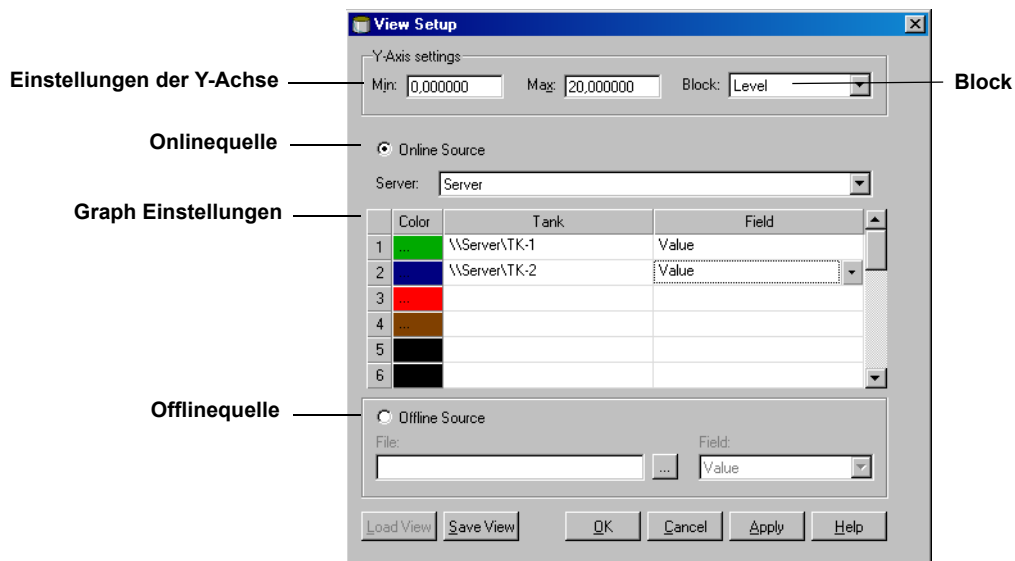 View Setup
Y-Axis settings
Einstellungen der Y-Achse
Min: 0,000000 Max: 20,000000 Block: Level
Block
Onlinequelle
Online Source
Server: Server
Graph Einstellungen
Color Tank Field
1 ... \\Server\TK-1 Value
2 ... \\Server\TK-2 Value
3 ...
4 ...
5
6
Offlinequelle
Offline Source
File: Field:
... Value
Load View Save View OK Cancel Apply Help